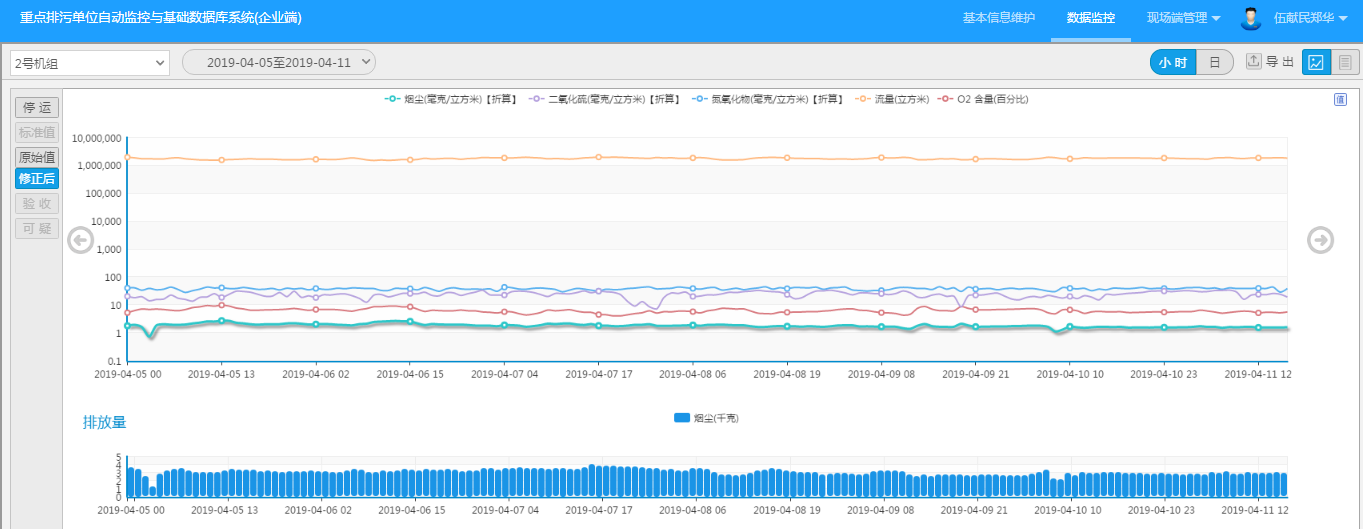 重点排污单位自动监控与基础数据库系统(企业端)
基本信息维护 数据监控 现场端管理 伍献民郑华
2号机组 2019-04-05至2019-04-11 小 时 日 导 出
停 运
标准值
原始值
修正后
验 收
可 疑
烟尘(毫克/立方米)【折算】 二氧化硫(毫克/立方米)【折算】 氮氧化物(毫克/立方米)【折算】 流量(立方米) O2 含量(百分比)
值
10,000,000
1,000,000
100,000
10,000
1,000
100
10
1
0.1
2019-04-05 00 2019-04-05 13 2019-04-06 02 2019-04-06 15 2019-04-07 04 2019-04-07 17 2019-04-08 06 2019-04-08 19 2019-04-09 08 2019-04-09 21 2019-04-10 10 2019-04-10 23 2019-04-11 12
排放量
烟尘(千克)
5
4
3
2
1
0
2019-04-05 00 2019-04-05 13 2019-04-06 02 2019-04-06 15 2019-04-07 04 2019-04-07 17 2019-04-08 06 2019-04-08 19 2019-04-09 08 2019-04-09 21 2019-04-10 10 2019-04-10 23 2019-04-11 12